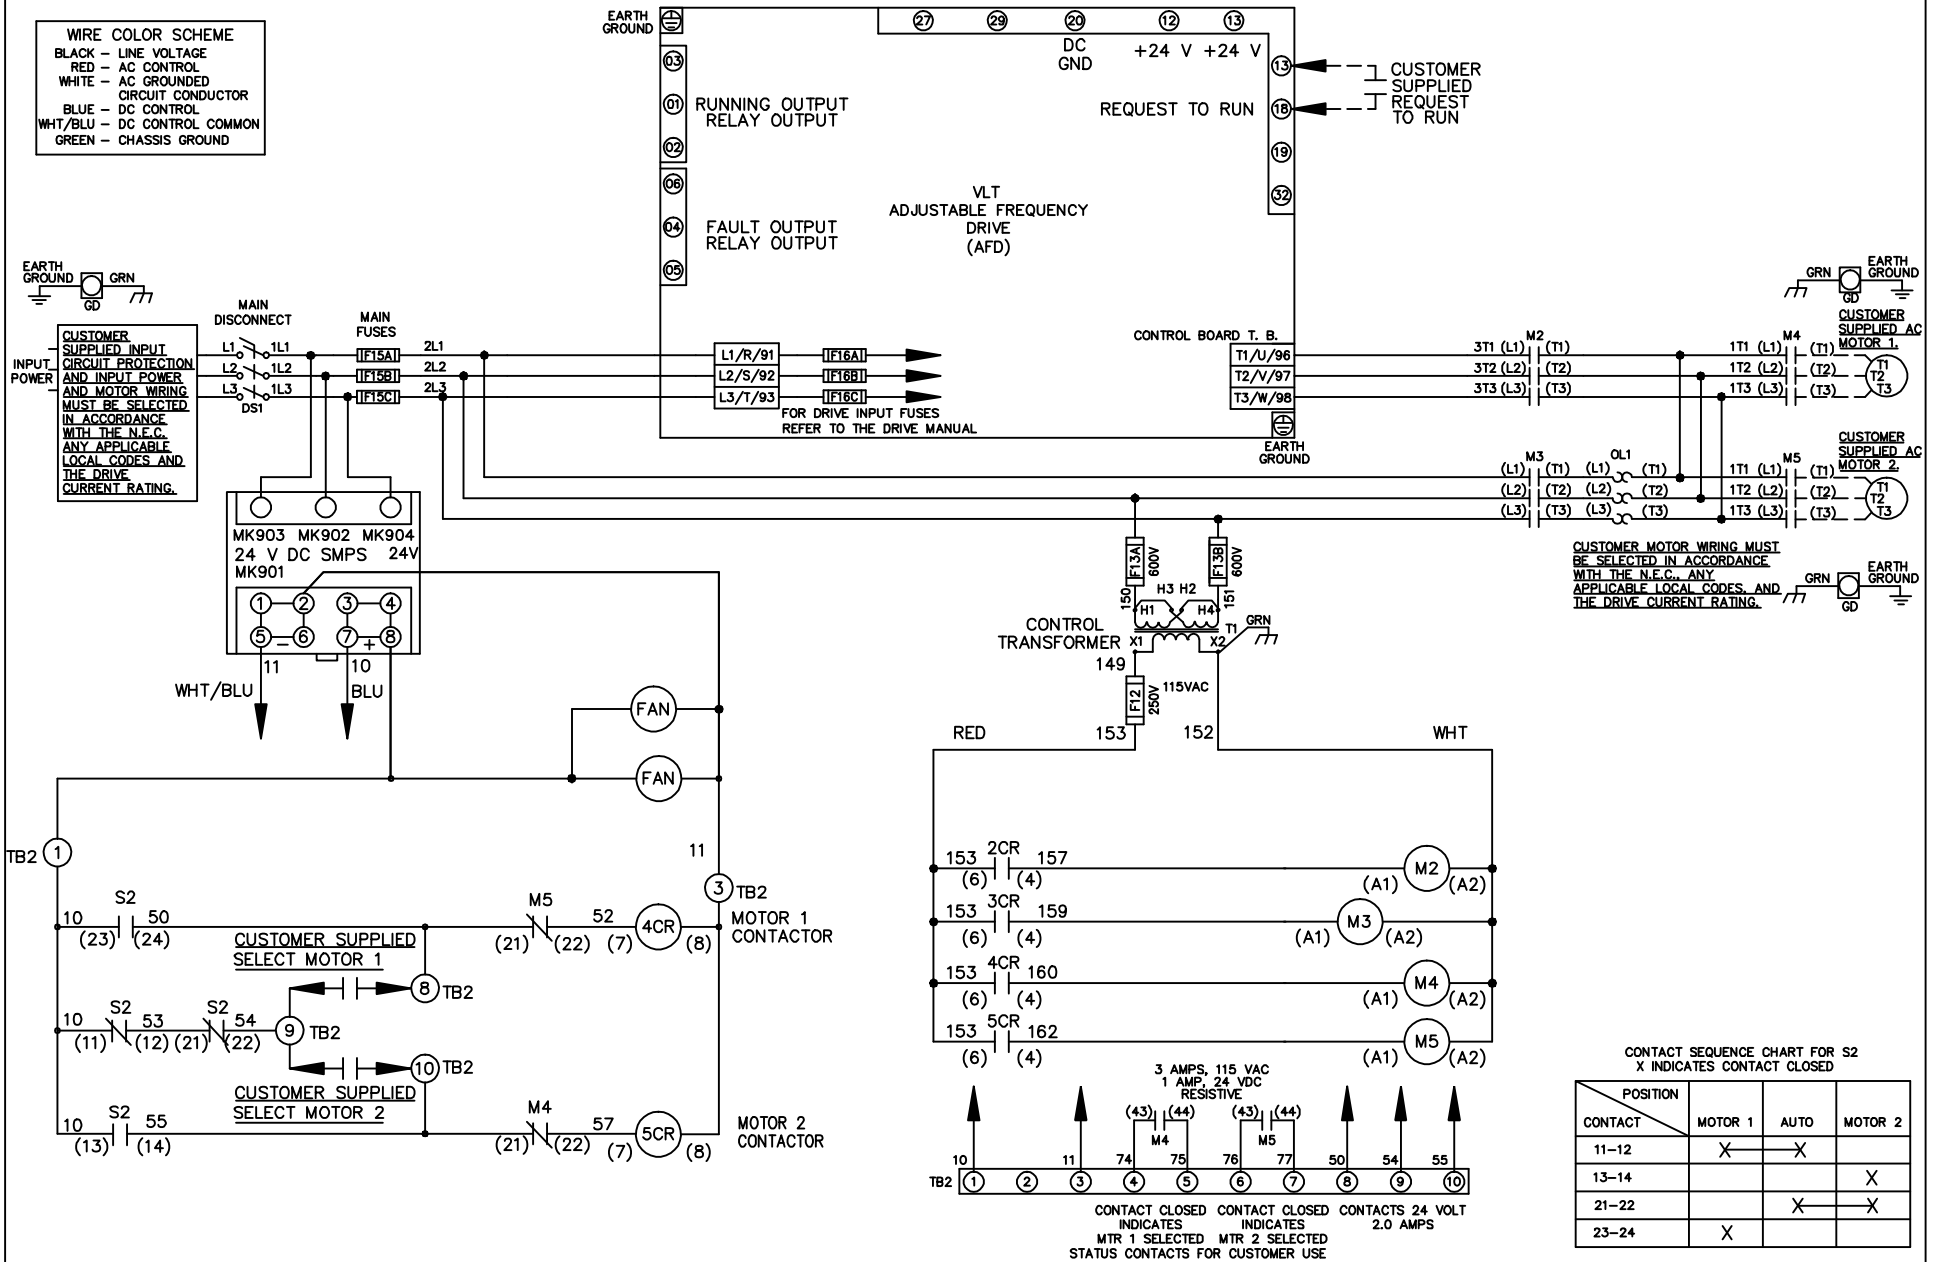 WIRE COLOR SCHEME
BLACK – LINE VOLTAGE
RED – AC CONTROL
WHITE – AC GROUNDED
CIRCUIT CONDUCTOR
BLUE – DC CONTROL
WHT/BLU – DC CONTROL COMMON
GREEN – CHASSIS GROUND
EARTH
GROUND
03
01
02
RUNNING OUTPUT
RELAY OUTPUT
06
04
05
FAULT OUTPUT
RELAY OUTPUT
27
29
20
12
13
DC
GND
+24 V
+24 V
13
18
19
32
REQUEST TO RUN
CUSTOMER
SUPPLIED
REQUEST
TO RUN
VLT
ADJUSTABLE FREQUENCY
DRIVE
(AFD)
EARTH
GROUND
GRN
GD
INPUT
POWER
CUSTOMER
SUPPLIED INPUT
CIRCUIT PROTECTION
AND INPUT POWER
AND MOTOR WIRING
MUST BE SELECTED
IN ACCORDANCE
WITH THE N.E.C.
ANY APPLICABLE
LOCAL CODES AND
THE DRIVE
CURRENT RATING.
MAIN
DISCONNECT
L1 1L1
L2 1L2
L3 1L3
DS1
MAIN
FUSES
F15A 2L1
F15B 2L2
F15C 2L3
L1/R/91 F16A
L2/S/92 F16B
L3/T/93 F16C
FOR DRIVE INPUT FUSES
REFER TO THE DRIVE MANUAL
CONTROL BOARD T. B.
T1/U/96
T2/V/97
T3/W/98
EARTH
GROUND
M2
3T1 (L1) (T1)
3T2 (L2) (T2)
3T3 (L3) (T3)
M4
1T1 (L1) (T1)
1T2 (L2) (T2)
1T3 (L3) (T3)
GRN
EARTH
GROUND
GD
CUSTOMER
SUPPLIED AC
MOTOR 1.
T1
T2
T3
M3
(L1) (T1)
(L2) (T2)
(L3) (T3)
OL1
(L1) (T1)
(L2) (T2)
(L3) (T3)
M5
1T1 (L1) (T1)
1T2 (L2) (T2)
1T3 (L3) (T3)
CUSTOMER
SUPPLIED AC
MOTOR 2.
T1
T2
T3
CUSTOMER MOTOR WIRING MUST
BE SELECTED IN ACCORDANCE
WITH THE N.E.C., ANY
APPLICABLE LOCAL CODES, AND
THE DRIVE CURRENT RATING.
GRN
EARTH
GROUND
GD
MK903 MK902 MK904
24 V DC SMPS 24V
MK901
1 2 3 4
5 – 6 7 + 8
11
10
WHT/BLU
BLU
FAN
FAN
F13A
600V
F13B
600V
150
151
H3 H2
H1
H4
CONTROL
TRANSFORMER
T1
GRN
X1
X2
149
F12
250V
115VAC
153
152
RED
WHT
TB2 1
11
3 TB2
10 S2 50
(23) (24)
M5
(21) (22)
52
(7) 4CR (8)
MOTOR 1
CONTACTOR
CUSTOMER SUPPLIED
SELECT MOTOR 1
8 TB2
10 S2 53 S2 54
(11) (12) (21) (22)
9 TB2
10 TB2
CUSTOMER SUPPLIED
SELECT MOTOR 2
10 S2 55
(13) (14)
M4
(21) (22)
57
(7) 5CR (8)
MOTOR 2
CONTACTOR
153 2CR 157
(6) (4)
(A1) M2 (A2)
153 3CR 159
(6) (4)
(A1) M3 (A2)
153 4CR 160
(6) (4)
(A1) M4 (A2)
153 5CR 162
(6) (4)
(A1) M5 (A2)
3 AMPS, 115 VAC
1 AMP, 24 VDC
RESISTIVE
(43) (44)
M4
(43) (44)
M5
10 11 74 75 76 77 50 54 55
TB2 1 2 3 4 5 6 7 8 9 10
CONTACT CLOSED
INDICATES
MTR 1 SELECTED
CONTACT CLOSED
INDICATES
MTR 2 SELECTED
STATUS CONTACTS FOR CUSTOMER USE
CONTACTS 24 VOLT
2.0 AMPS
CONTACT SEQUENCE CHART FOR S2
X INDICATES CONTACT CLOSED
POSITION
CONTACT MOTOR 1 AUTO MOTOR 2
11–12 X X
13–14 X
21–22 X X
23–24 X